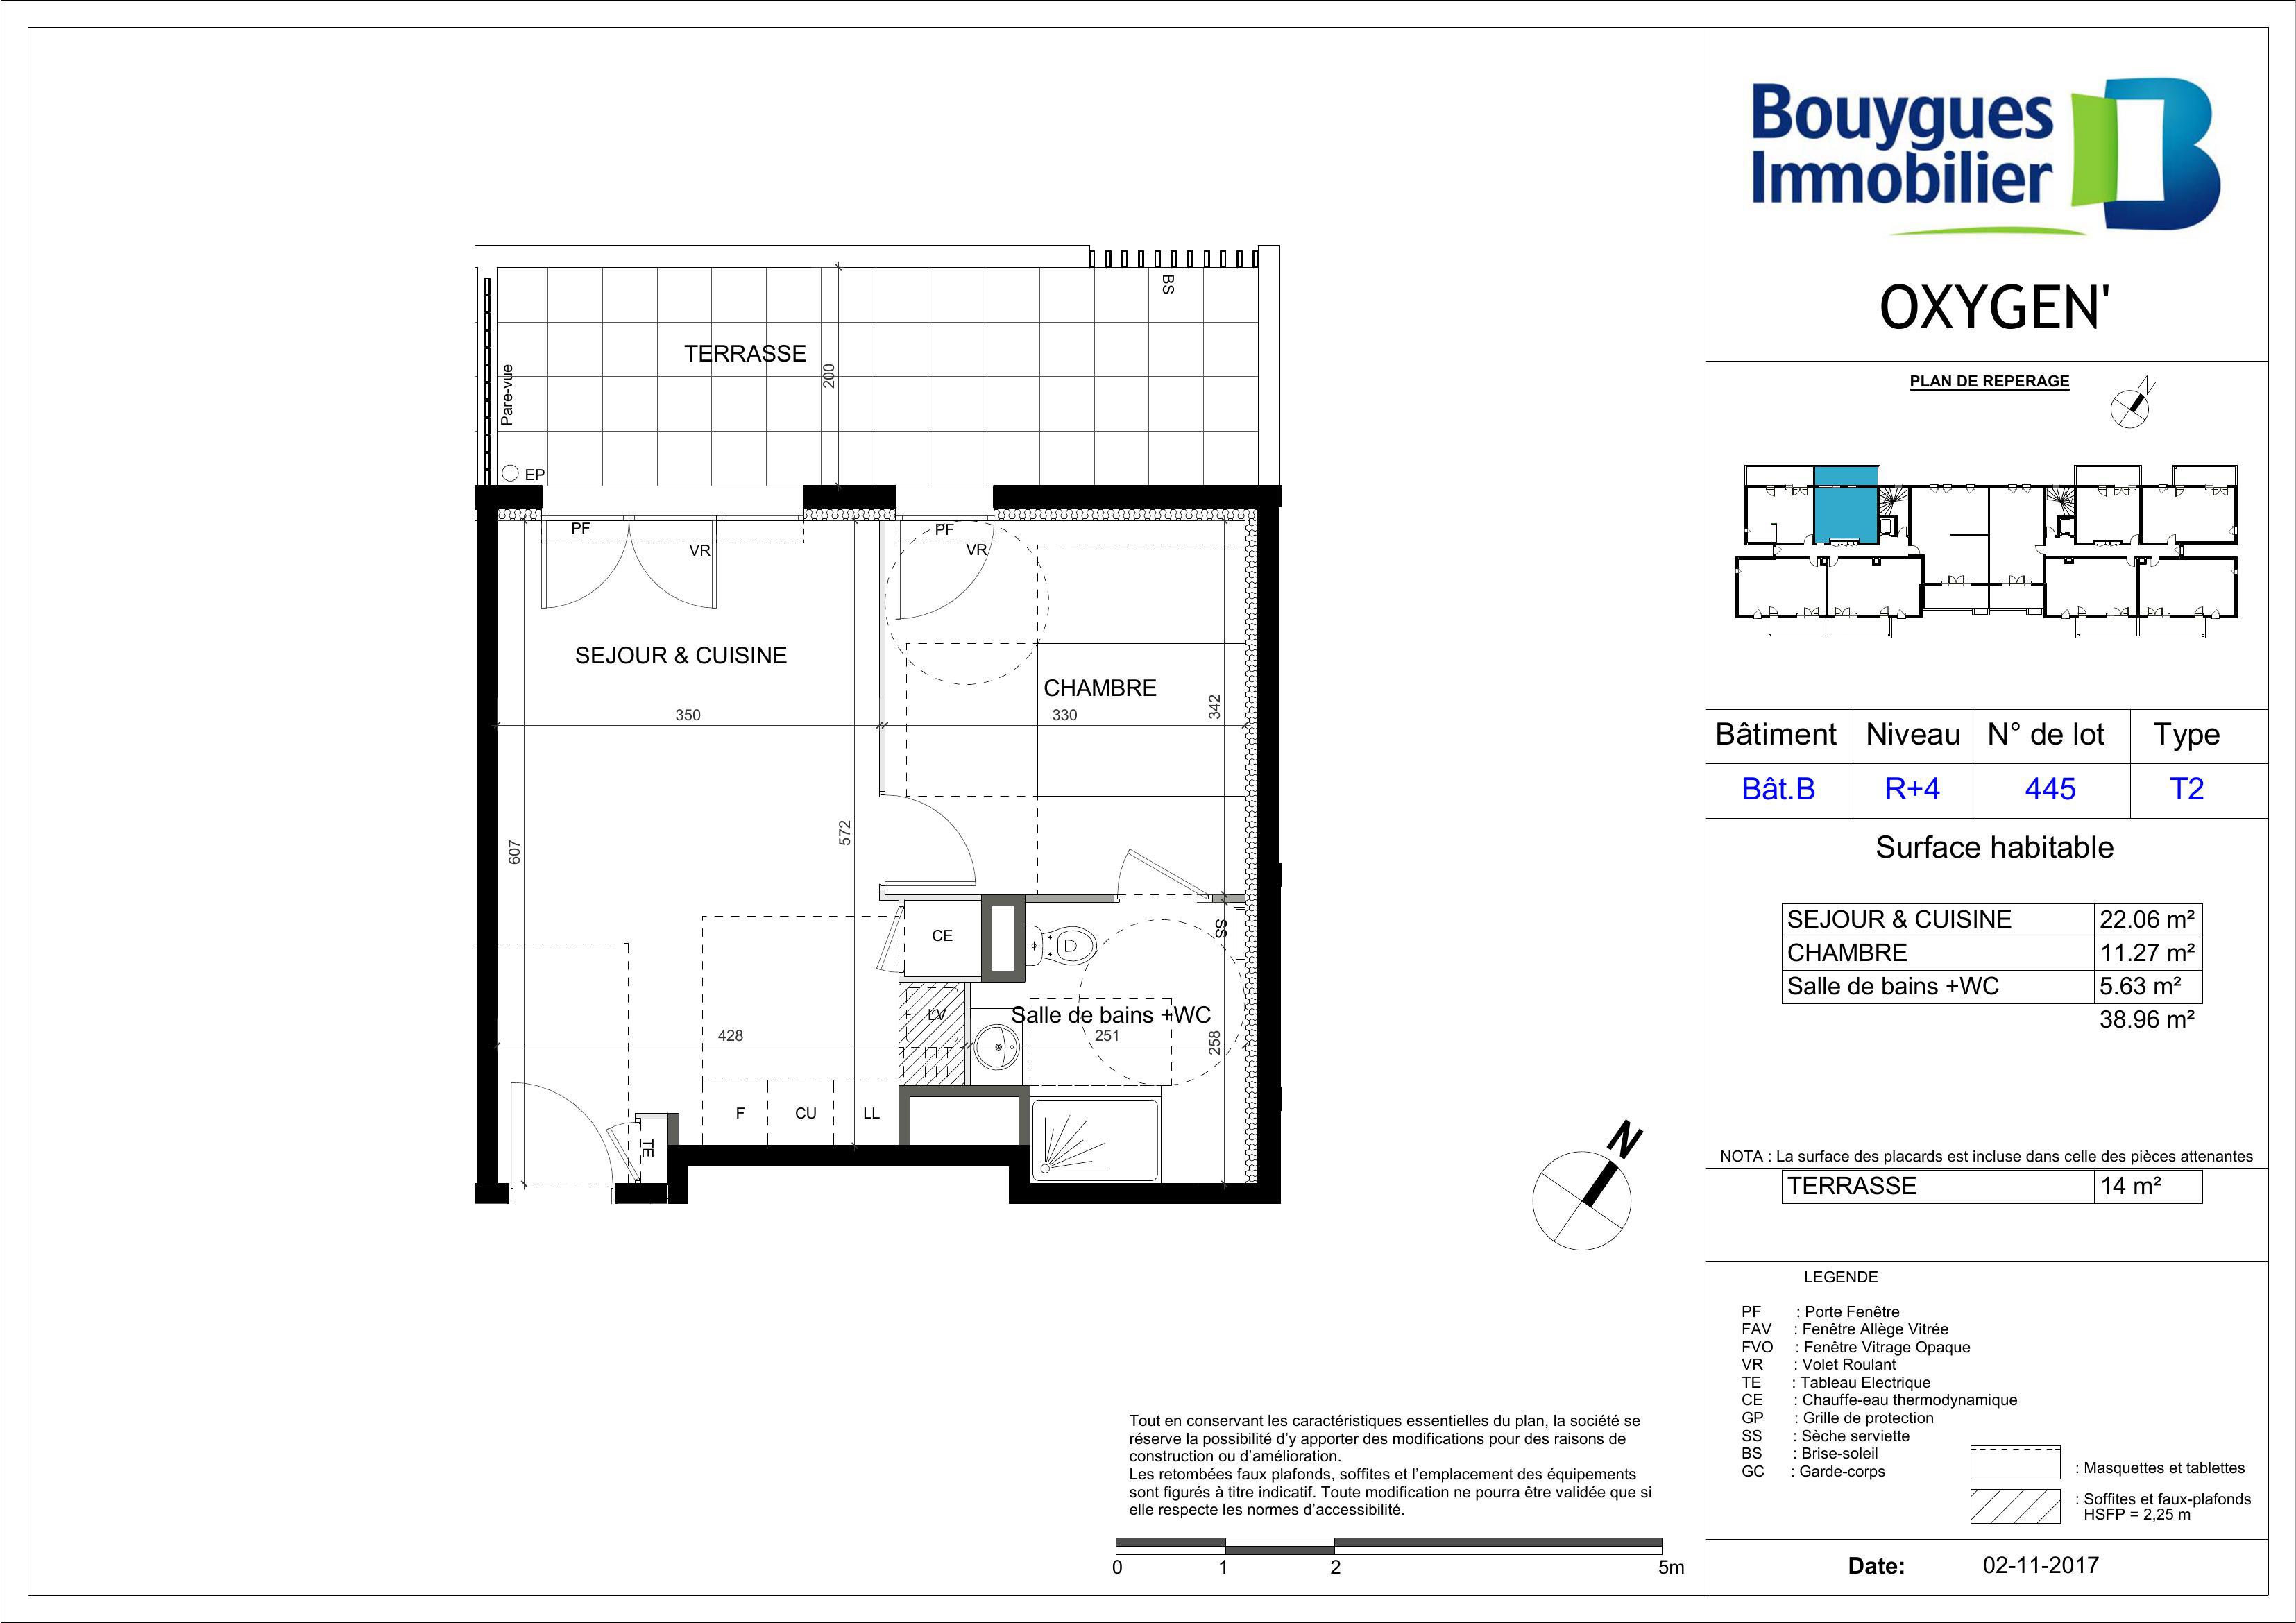 BS
TERRASSE
200
Pare-vue
EP
PF
VR
PF
VR
SEJOUR & CUISINE
CHAMBRE
350
330
342
607
572
CE
SS
LV
Salle de bains +WC
428
251
258
F
CU
LL
TE
N
Tout en conservant les caractéristiques essentielles du plan, la société se
réserve la possibilité d'y apporter des modifications pour des raisons de
construction ou d'amélioration.
Les retombées faux plafonds, soffites et l'emplacement des équipements
sont figurés à titre indicatif. Toute modification ne pourra être validée que si
elle respecte les normes d'accessibilité.
0 1 2 5m
Bouygues
Immobilier
OXYGEN'
PLAN DE REPERAGE
N
Bâtiment Niveau N° de lot Type
Bât.B R+4 445 T2
Surface habitable
SEJOUR & CUISINE 22.06 m²
CHAMBRE 11.27 m²
Salle de bains +WC 5.63 m²
38.96 m²
NOTA : La surface des placards est incluse dans celle des pièces attenantes
TERRASSE 14 m²
LEGENDE
PF : Porte Fenêtre
FAV : Fenêtre Allège Vitrée
FVO : Fenêtre Vitrage Opaque
VR : Volet Roulant
TE : Tableau Electrique
CE : Chauffe-eau thermodynamique
GP : Grille de protection
SS : Sèche serviette
BS : Brise-soleil
GC : Garde-corps
: Masquettes et tablettes
: Soffites et faux-plafonds
HSFP = 2,25 m
Date: 02-11-2017